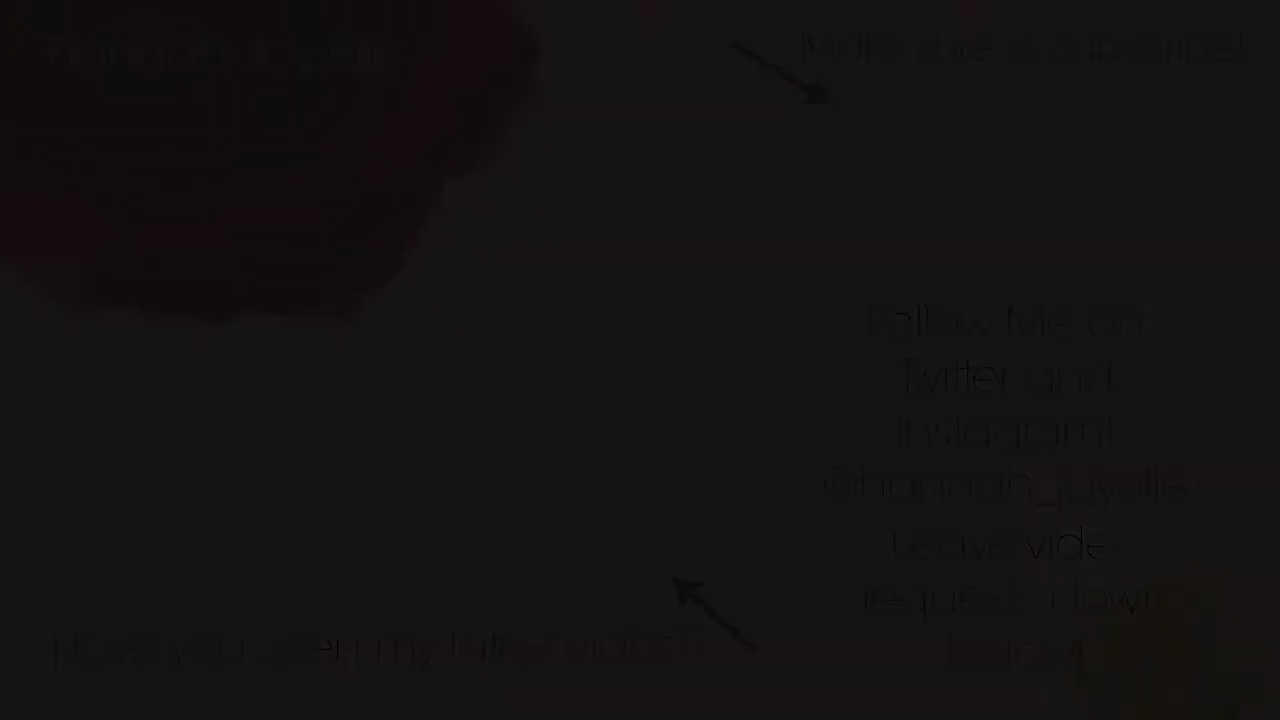 Make sure to subscribe!
Follow Me on
Twitter and
Instagram!
Leave video
requests down
below!
Have you seen my latest video?